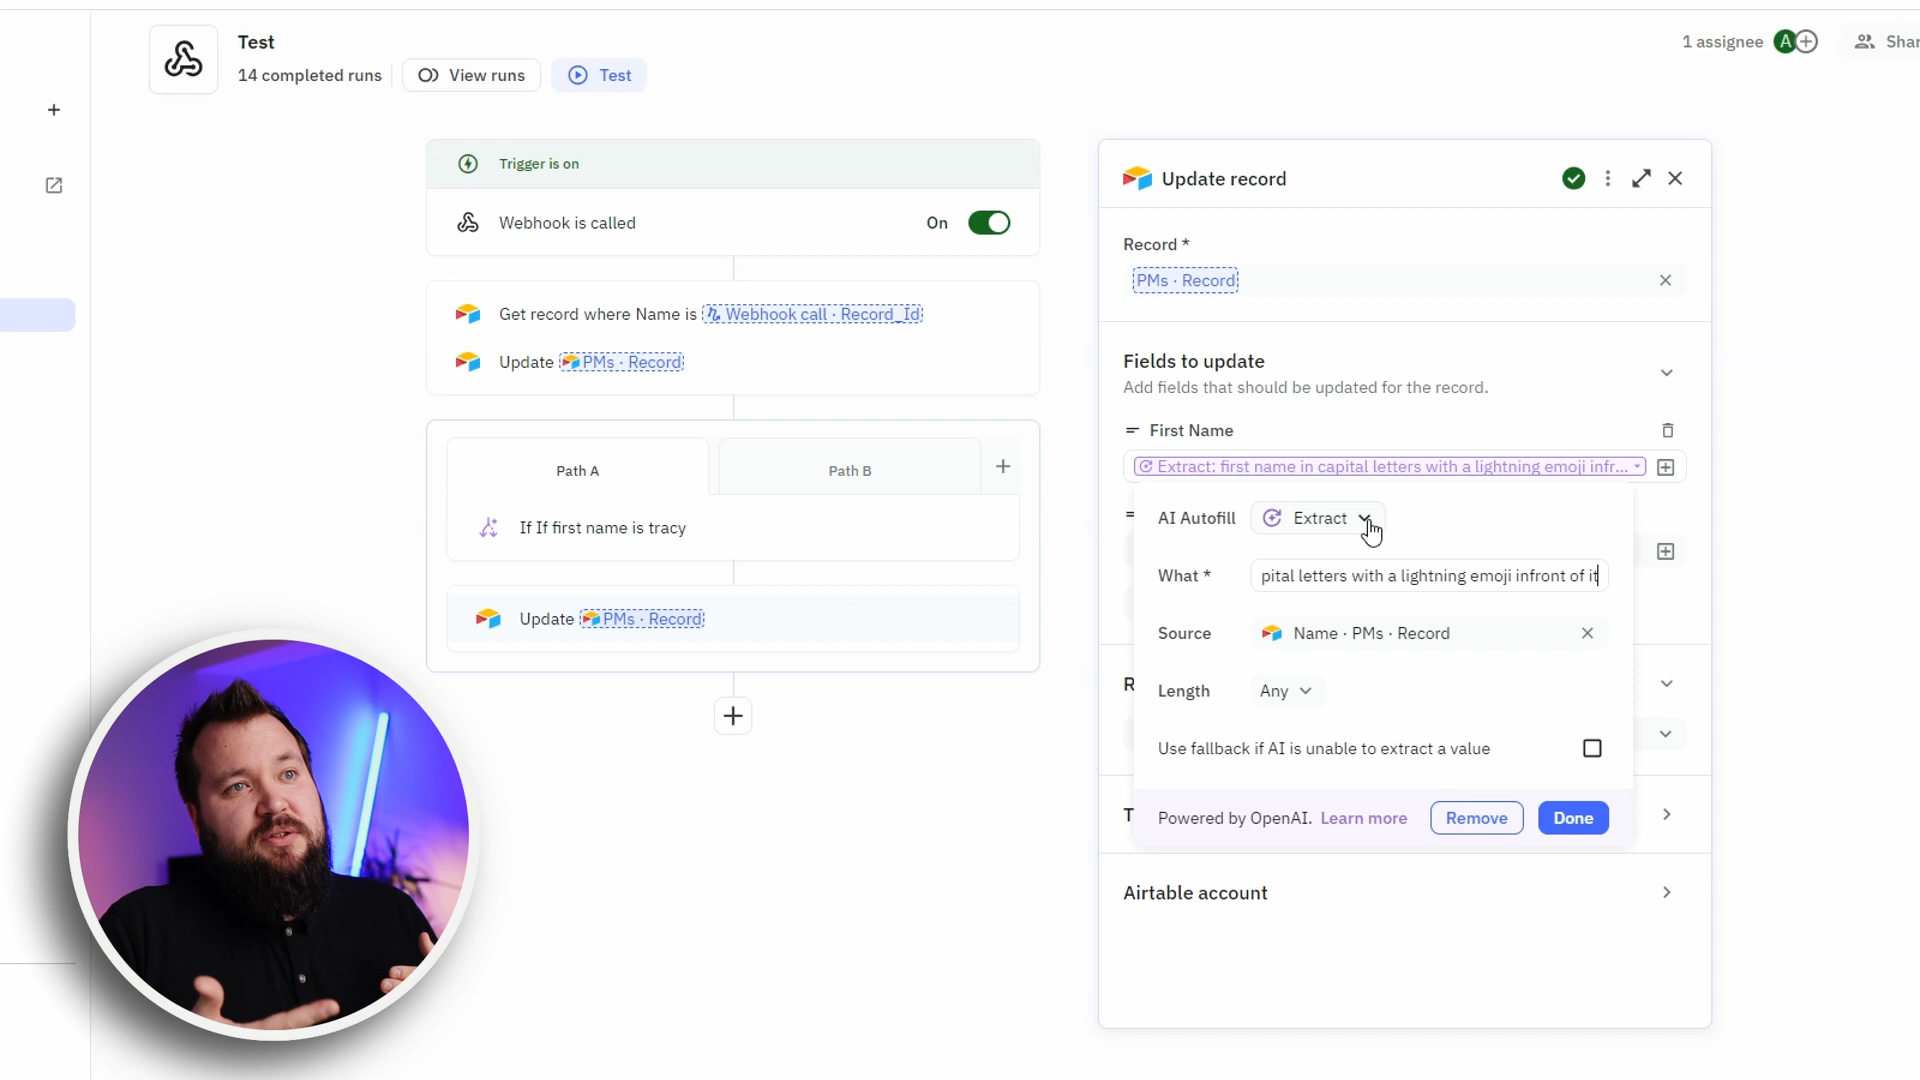 Test
14 completed runs
View runs
Test
1 assignee
A
Shar
Trigger is on
Webhook is called
On
Get record where Name is Webhook call · Record_Id
Update PMs · Record
Path A
Path B
If If first name is tracy
Update PMs · Record
Update record
Record *
PMs · Record
Fields to update
Add fields that should be updated for the record.
First Name
Extract: first name in capital letters with a lightning emoji infr...
AI Autofill
Extract
What *
pital letters with a lightning emoji infront of it
Source
Name · PMs · Record
Length
Any
R
Use fallback if AI is unable to extract a value
T
Powered by OpenAI. Learn more
Remove
Done
Airtable account